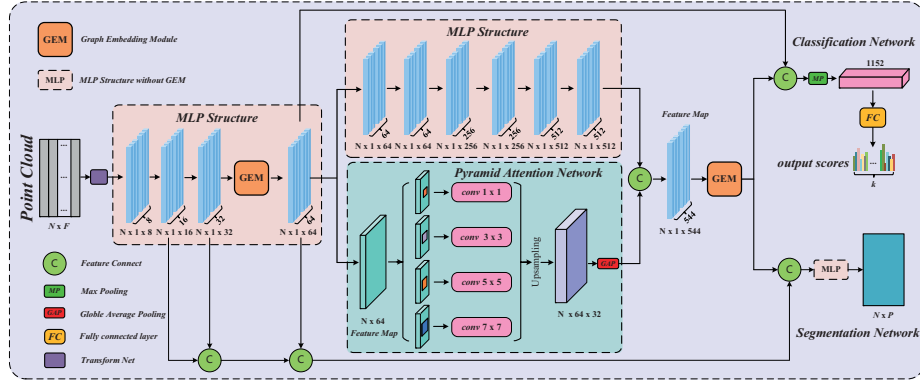 GEM Graph Embedding Module
MLP MLP Structure without GEM
MLP Structure
Classification Network
C
MP
1152
FC
output scores
...
k
Point Cloud
...
...
N x F
MLP Structure
8
16
32
GEM
64
N x 1 x 8 N x 1 x 16 N x 1 x 32 N x 1 x 64
64
64
256
256
512
512
N x 1 x 64 N x 1 x 64 N x 1 x 256 N x 1 x 256 N x 1 x 512 N x 1 x 512
Pyramid Attention Network
conv 1 x 1
conv 3 x 3
conv 5 x 5
conv 7 x 7
N x 64
Feature Map
Upsampling
N x 64 x 32
GAP
C
Feature Map
544
N x 1 x 544
GEM
C Feature Connect
MP Max Pooling
GAP Globle Average Pooling
FC Fully connected layer
Transform Net
C
C
C
MLP
N x P
Segmentation Network